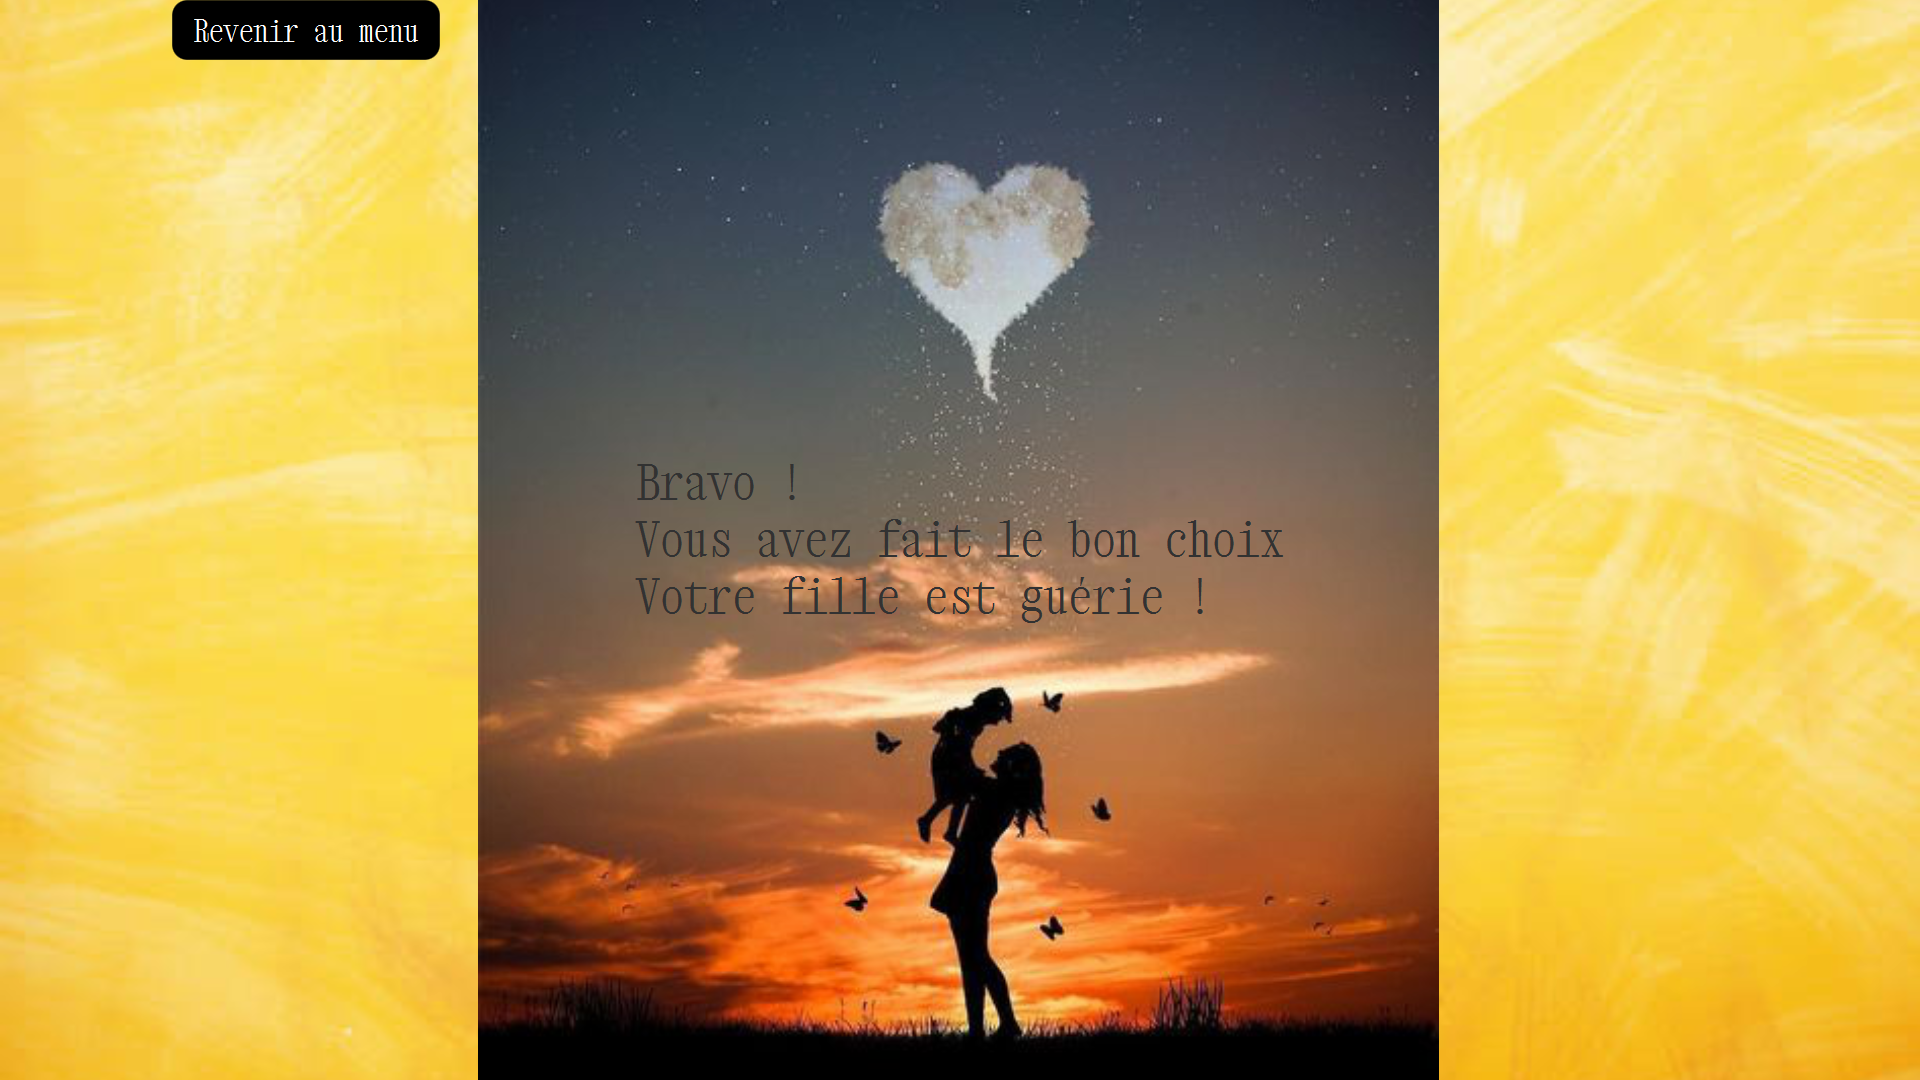 Revenir au menu
Bravo !
Vous avez fait le bon choix
Votre fille est guérie !